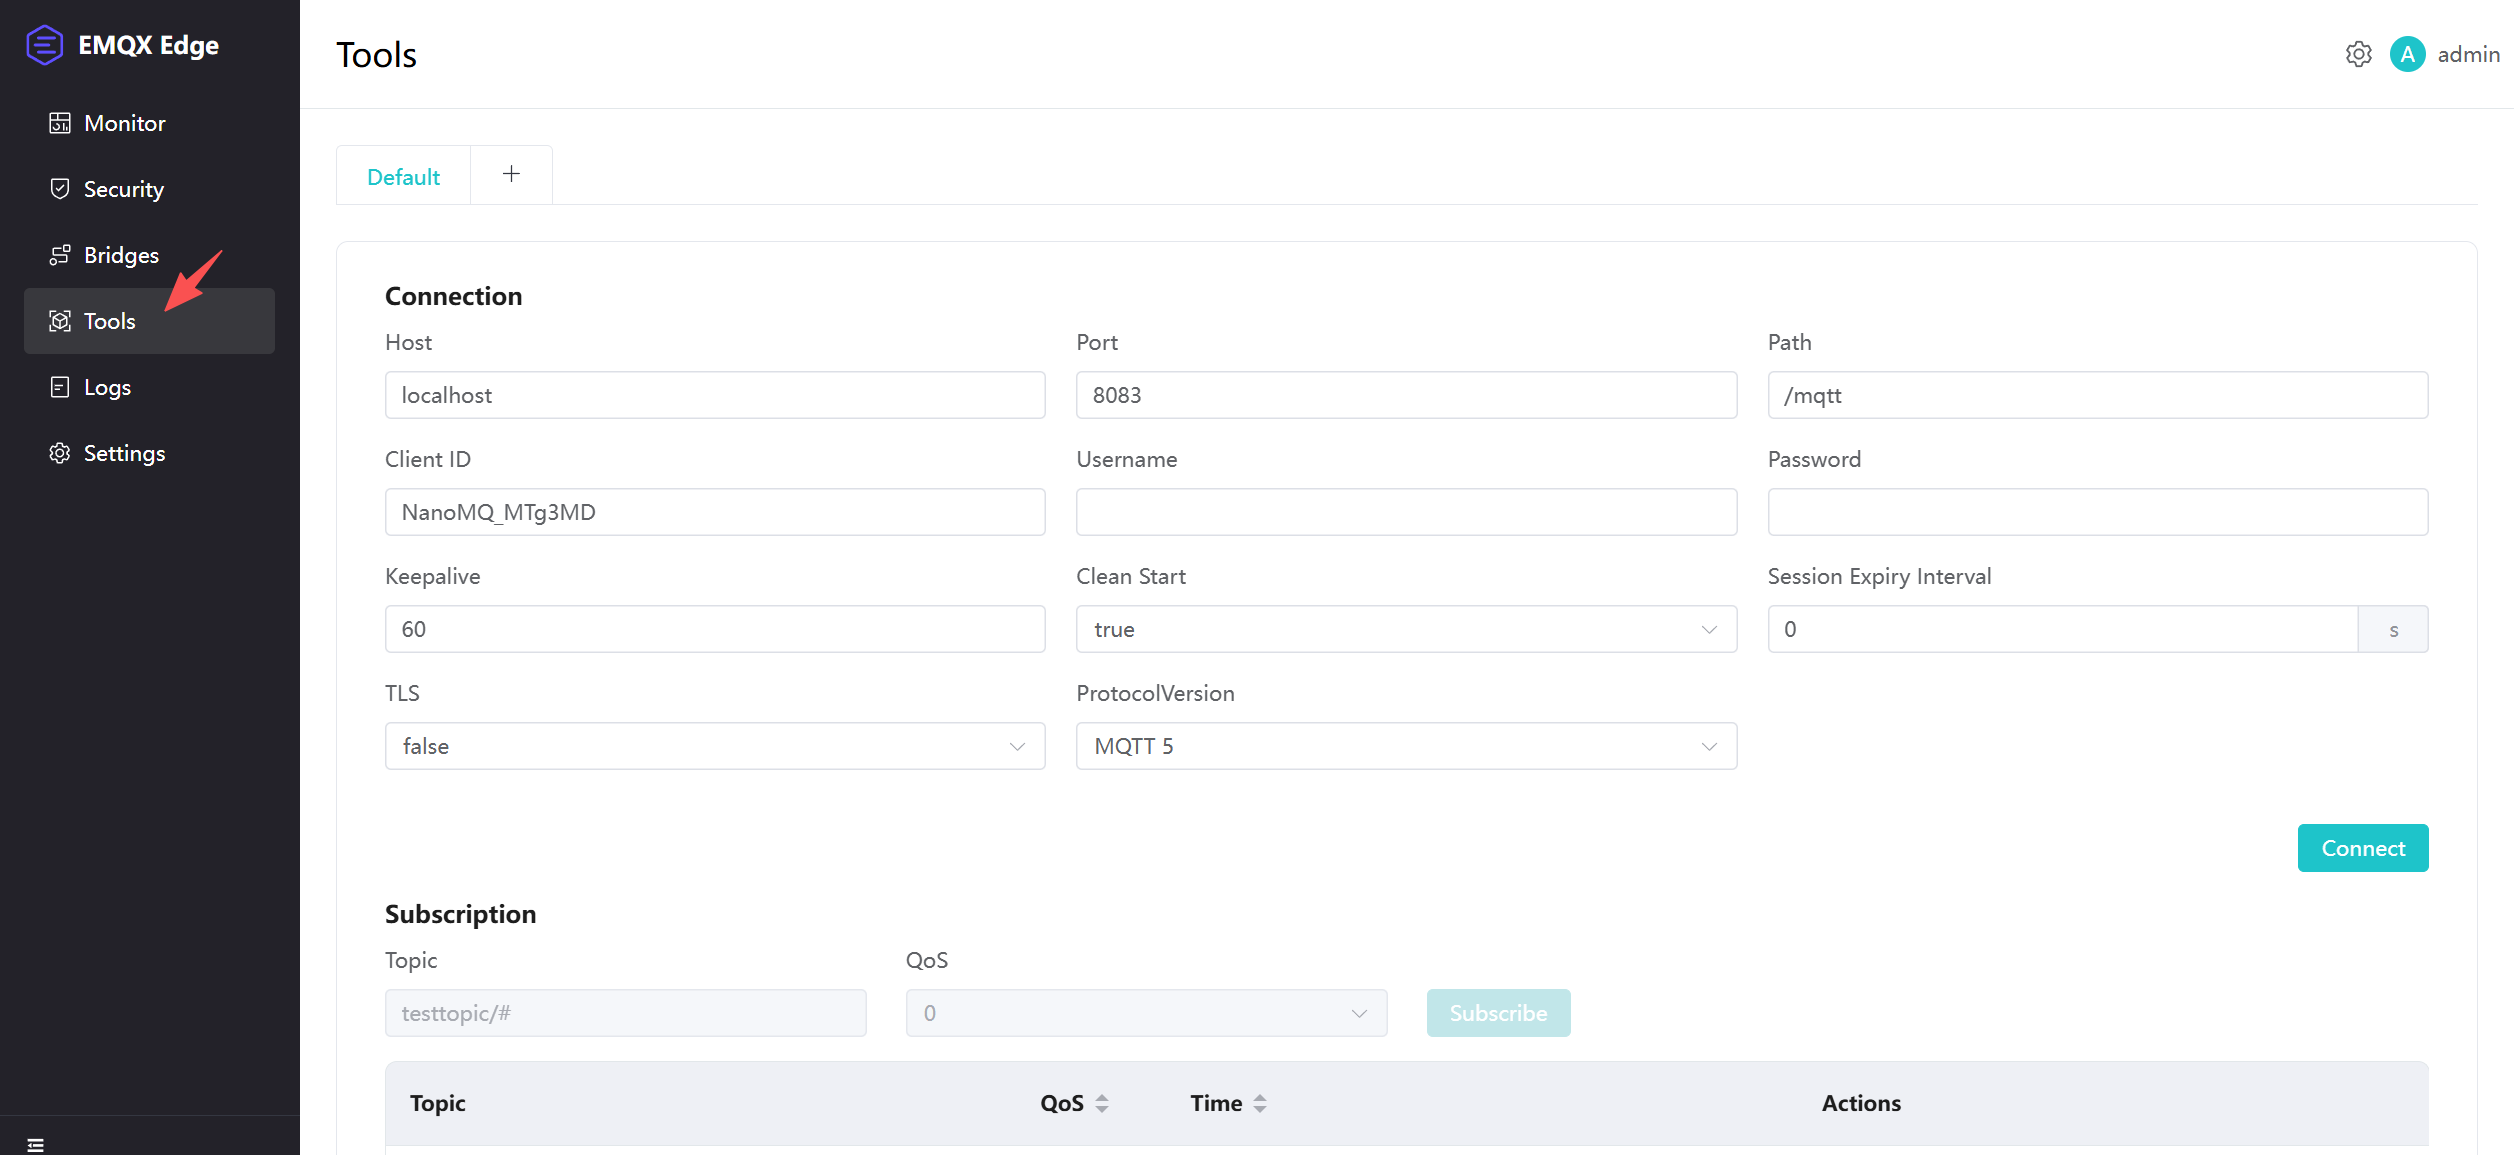 EMQX Edge
Monitor
Security
Bridges
Tools
Logs
Settings
Tools
A admin
Default +
Connection
Host Port Path
localhost 8083 /mqtt
Client ID Username Password
NanoMQ_MTg3MD
Keepalive Clean Start Session Expiry Interval
60 true 0 s
TLS ProtocolVersion
false MQTT 5
Connect
Subscription
Topic QoS
testtopic/# 0 Subscribe
Topic QoS Time Actions